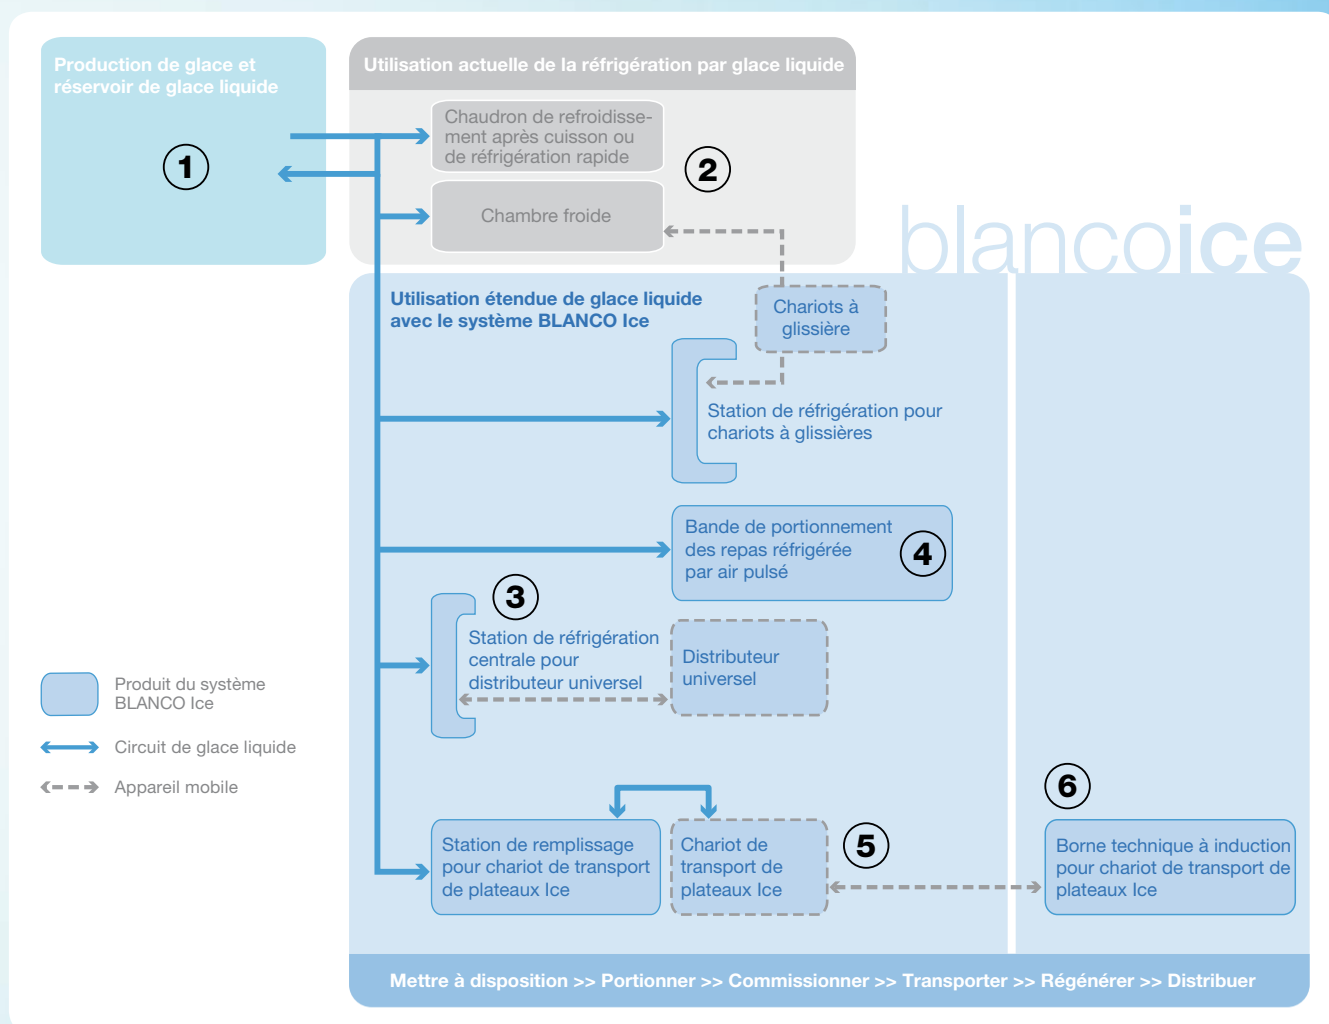 Production de glace et
réservoir de glace liquide
1
Utilisation actuelle de la réfrigération par glace liquide
Chaudron de refroidisse-
ment après cuisson ou
de réfrigération rapide
2
Chambre froide
blancoice
Utilisation étendue de glace liquide
avec le système BLANCO Ice
Chariots à
glissière
Station de réfrigération pour
chariots à glissières
Bande de portionnement
des repas réfrigérée
par air pulsé
4
3
Station de réfrigération
centrale pour
distributeur universel
Distributeur
universel
Produit du système
BLANCO Ice
Circuit de glace liquide
Appareil mobile
Station de remplissage
pour chariot de transport
de plateaux Ice
Chariot de
transport de
plateaux Ice
5
6
Borne technique à induction
pour chariot de transport de
plateaux Ice
Mettre à disposition >> Portionner >> Commissionner >> Transporter >> Régénérer >> Distribuer